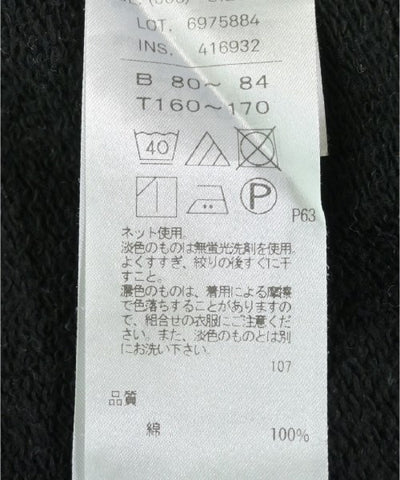 LOT. 6975884
INS. 416932
B 80～ 84
T160～170
40
P
P63
ネット使用。
淡色のものは無蛍光洗剤を使用。
よくすすぎ、絞りの後すぐに干
すこと。
濃色のものは、着用による摩擦
で色落ちすることがありますの
で、組合せの衣服にご注意くだ
さい。また、淡色のものとは別
にお洗い下さい。
107
品質
綿 100%